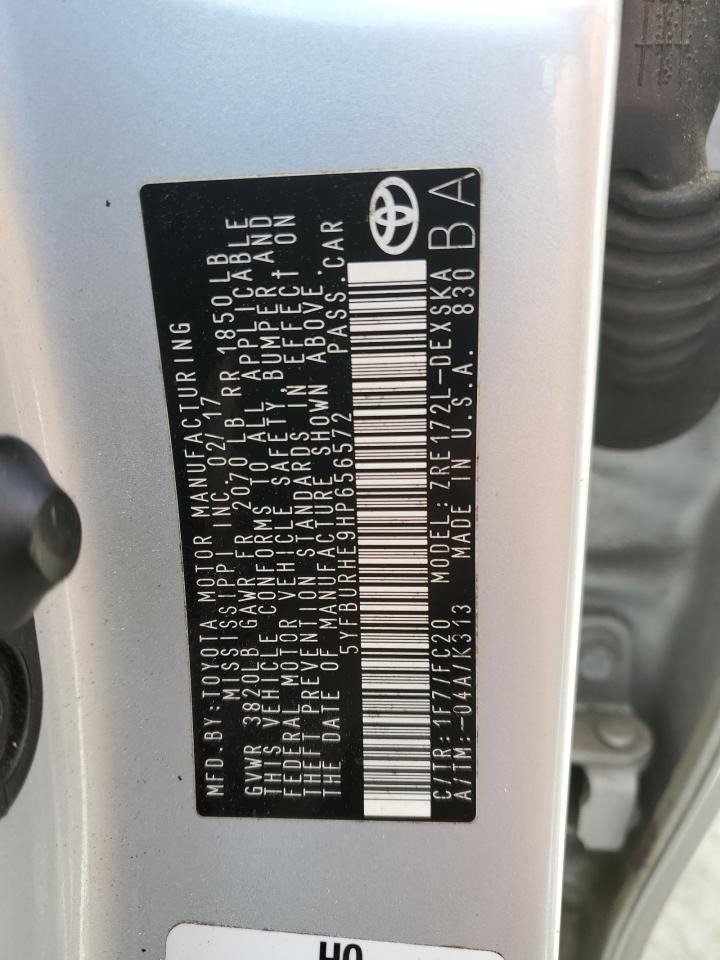 MFD.BY:TOYOTA MOTOR MANUFACTURING
MISSISSIPPI INC. 02/17
GVWR 3820LB GAWR FR 2070LB RR 1850LB
THIS VEHICLE CONFORMS TO ALL APPLICABLE
FEDERAL MOTOR VEHICLE SAFETY, BUMPER, AND
THEFT PREVENTION STANDARDS IN EFFECT ON
THE DATE OF MANUFACTURE SHOWN ABOVE.
5YFBURHE9HP656572 PASS.CAR
C/TR:1F7/FC20 MODEL:ZRE172L-DEXSKA
A/TM:-04A/K313 MADE IN U.S.A. 830
BA